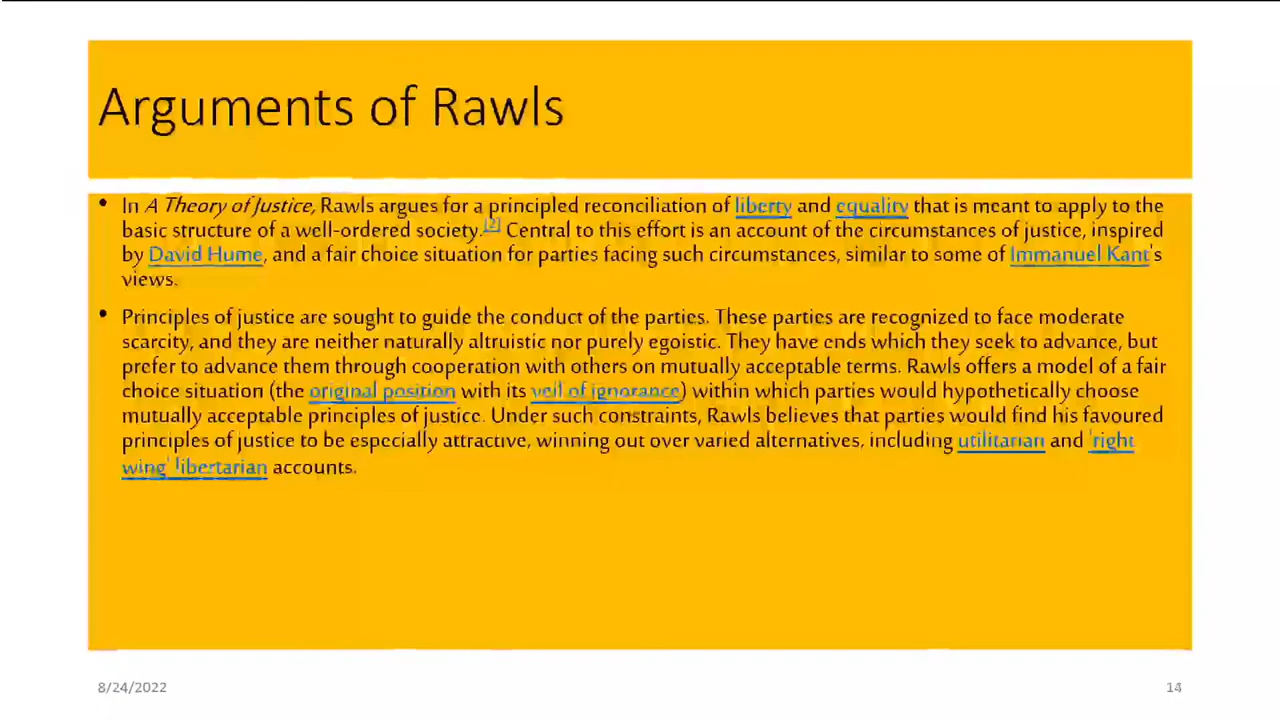 Arguments of Rawls
• In A Theory of Justice, Rawls argues for a principled reconciliation of liberty and equality that is meant to apply to the
basic structure of a well-ordered society.[2] Central to this effort is an account of the circumstances of justice, inspired
by David Hume, and a fair choice situation for parties facing such circumstances, similar to some of Immanuel Kant's
views.
• Principles of justice are sought to guide the conduct of the parties. These parties are recognized to face moderate
scarcity, and they are neither naturally altruistic nor purely egoistic. They have ends which they seek to advance, but
prefer to advance them through cooperation with others on mutually acceptable terms. Rawls offers a model of a fair
choice situation (the original position with its veil of ignorance) within which parties would hypothetically choose
mutually acceptable principles of justice. Under such constraints, Rawls believes that parties would find his favoured
principles of justice to be especially attractive, winning out over varied alternatives, including utilitarian and 'right
wing' libertarian accounts.
8/24/2022
14